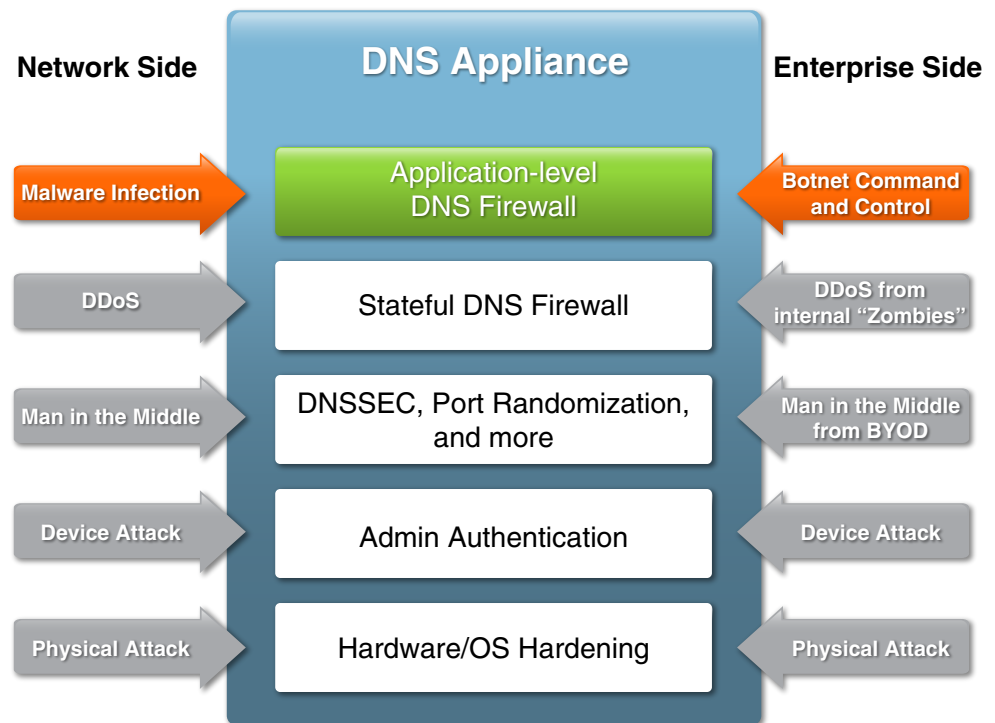 DNS Appliance
Network Side
Enterprise Side
Malware Infection
Application-level
DNS Firewall
Botnet Command
and Control
DDoS
Stateful DNS Firewall
DDoS from
internal “Zombies”
Man in the Middle
DNSSEC, Port Randomization,
and more
Man in the Middle
from BYOD
Device Attack
Admin Authentication
Device Attack
Physical Attack
Hardware/OS Hardening
Physical Attack